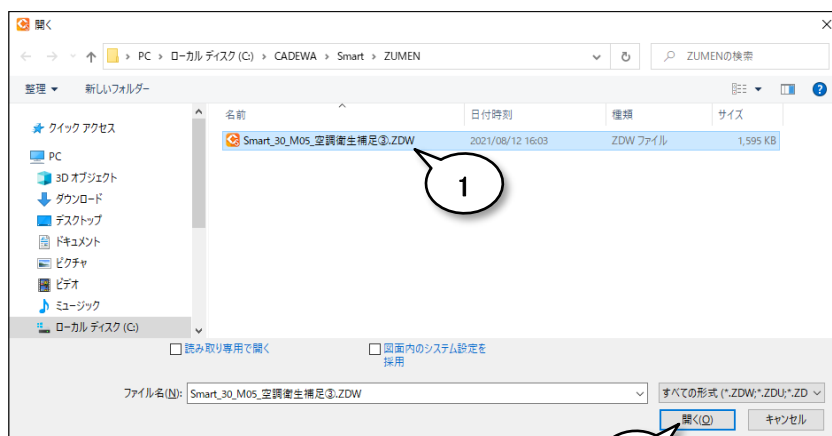 開く
PC › ローカル ディスク (C:) › CADEWA › Smart › ZUMEN
ZUMENの検索
整理 新しいフォルダー
名前 日付時刻 種類 サイズ
Smart_30_M05_空調衛生補足③.ZDW 2021/08/12 16:03 ZDW ファイル 1,595 KB
1
クイック アクセス
PC
3D オブジェクト
ダウンロード
デスクトップ
ドキュメント
ピクチャ
ビデオ
ミュージック
ローカル ディスク (C:)
読み取り専用で開く
図面内のシステム設定を
採用
ファイル名(N): Smart_30_M05_空調衛生補足③.ZDW すべての形式 (*.ZDW;*.ZDU;*.ZD
開く(O) キャンセル